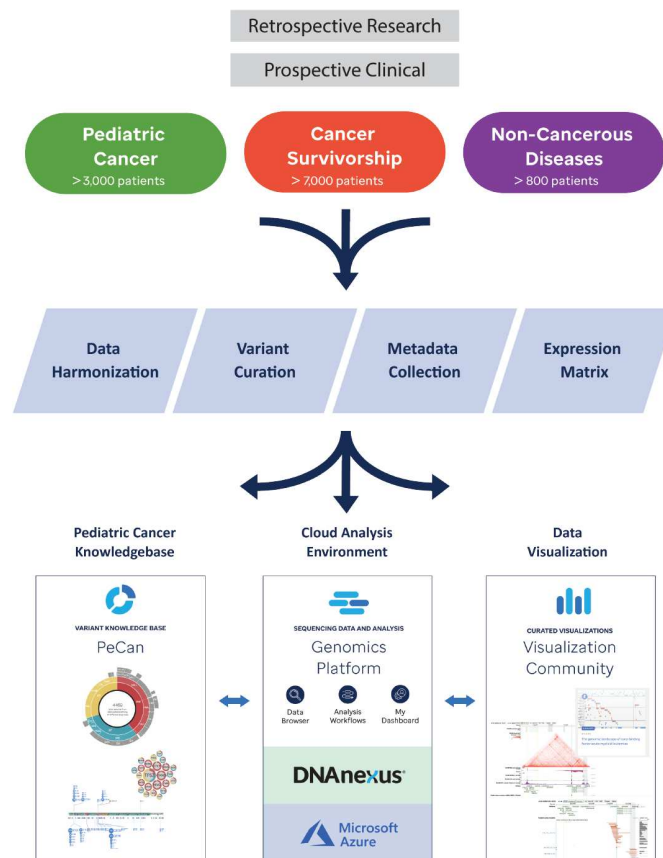 Retrospective Research
Prospective Clinical
Pediatric
Cancer
> 3,000 patients
Cancer
Survivorship
> 7,000 patients
Non-Cancerous
Diseases
> 800 patients
Data
Harmonization
Variant
Curation
Metadata
Collection
Expression
Matrix
Pediatric Cancer
Knowledgebase
Cloud Analysis
Environment
Data
Visualization
VARIANT KNOWLEDGE BASE
PeCan
SEQUENCING DATA AND ANALYSIS
Genomics
Platform
Data
Browser
Analysis
Workflows
My
Dashboard
DNAnexus
Microsoft
Azure
CURATED VISUALIZATIONS
Visualization
Community